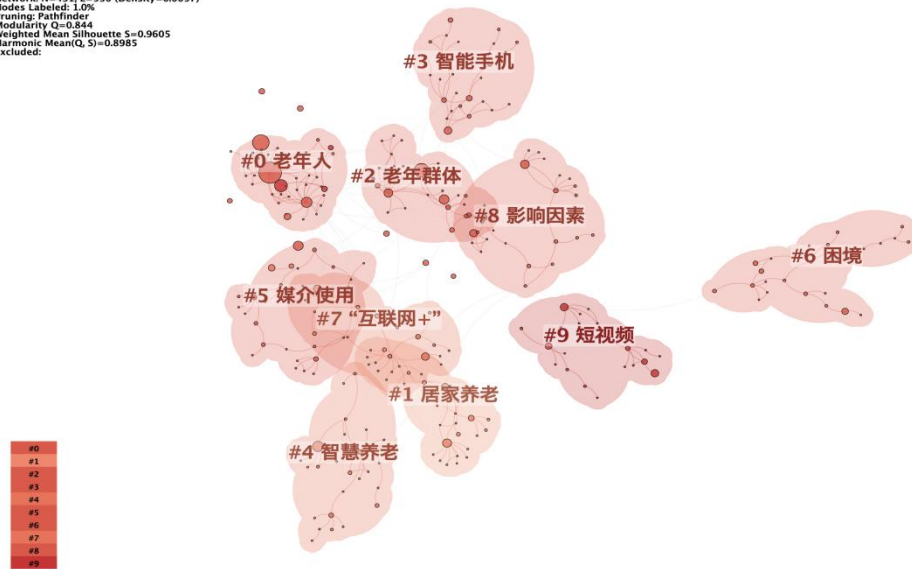 Nodes Labeled: 1.0%
Pruning: Pathfinder
Modularity Q=0.844
Weighted Mean Silhouette S=0.9605
Harmonic Mean(Q, S)=0.8985
Excluded:
#3 智能手机
#0 老年人
#2 老年群体
#8 影响因素
#6 困境
#5 媒介使用
#7 “互联网+”
#9 短视频
#1 居家养老
#4 智慧养老
#0
#1
#2
#3
#4
#5
#6
#7
#8
#9